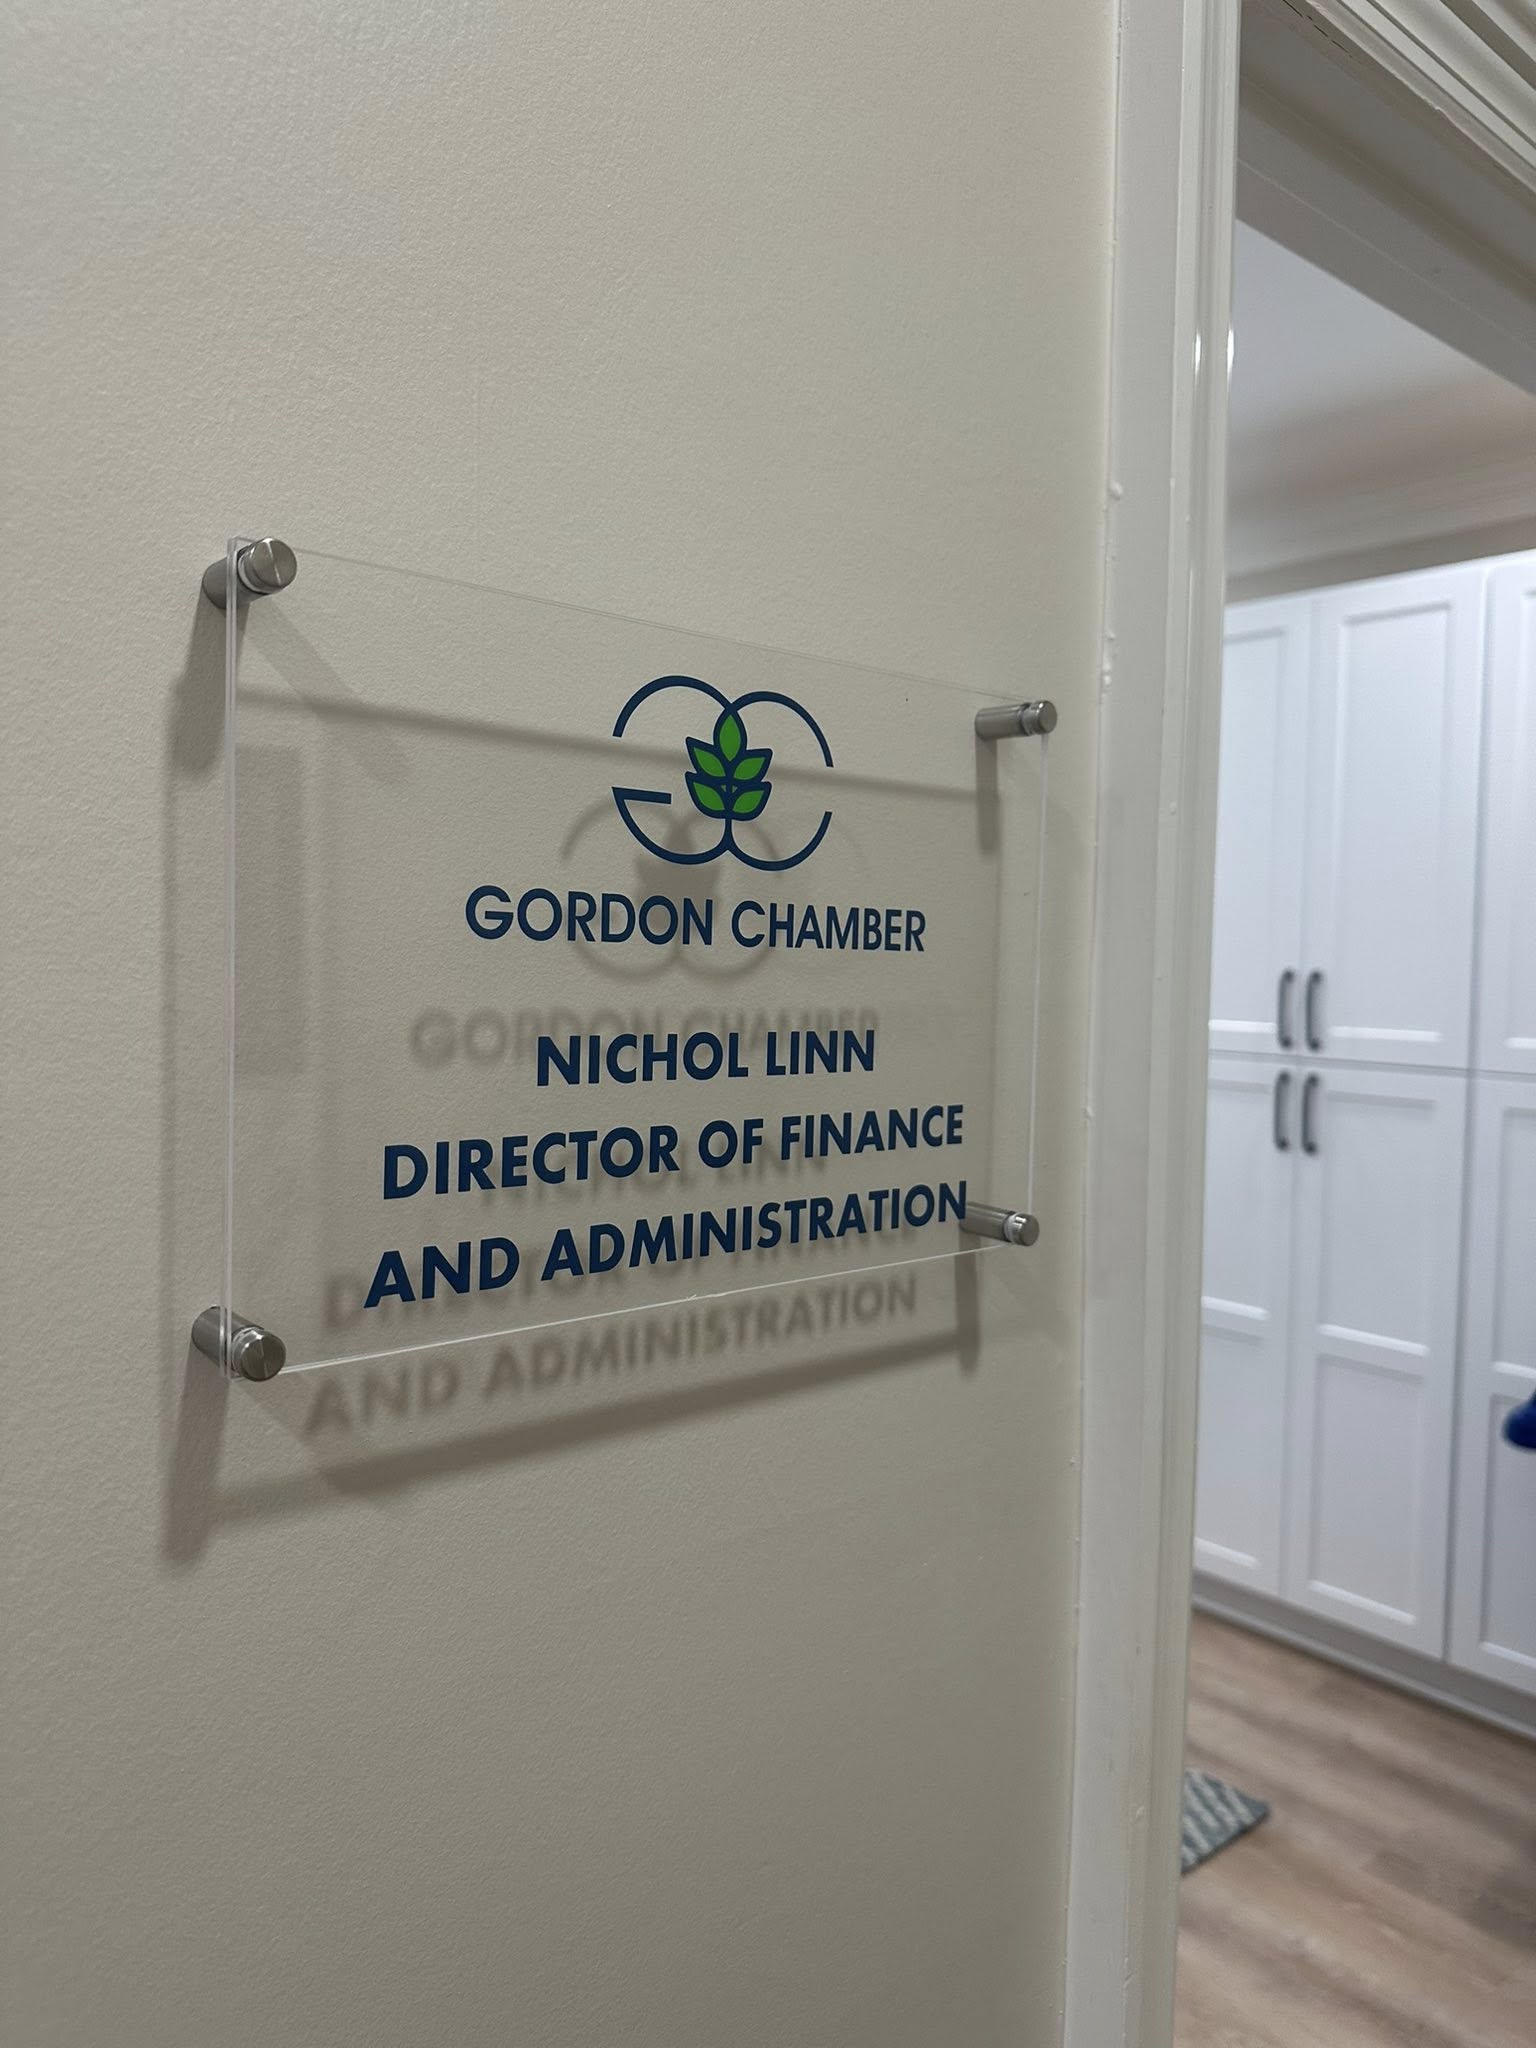 GORDON CHAMBER
NICHOL LINN
DIRECTOR OF FINANCE
AND ADMINISTRATION